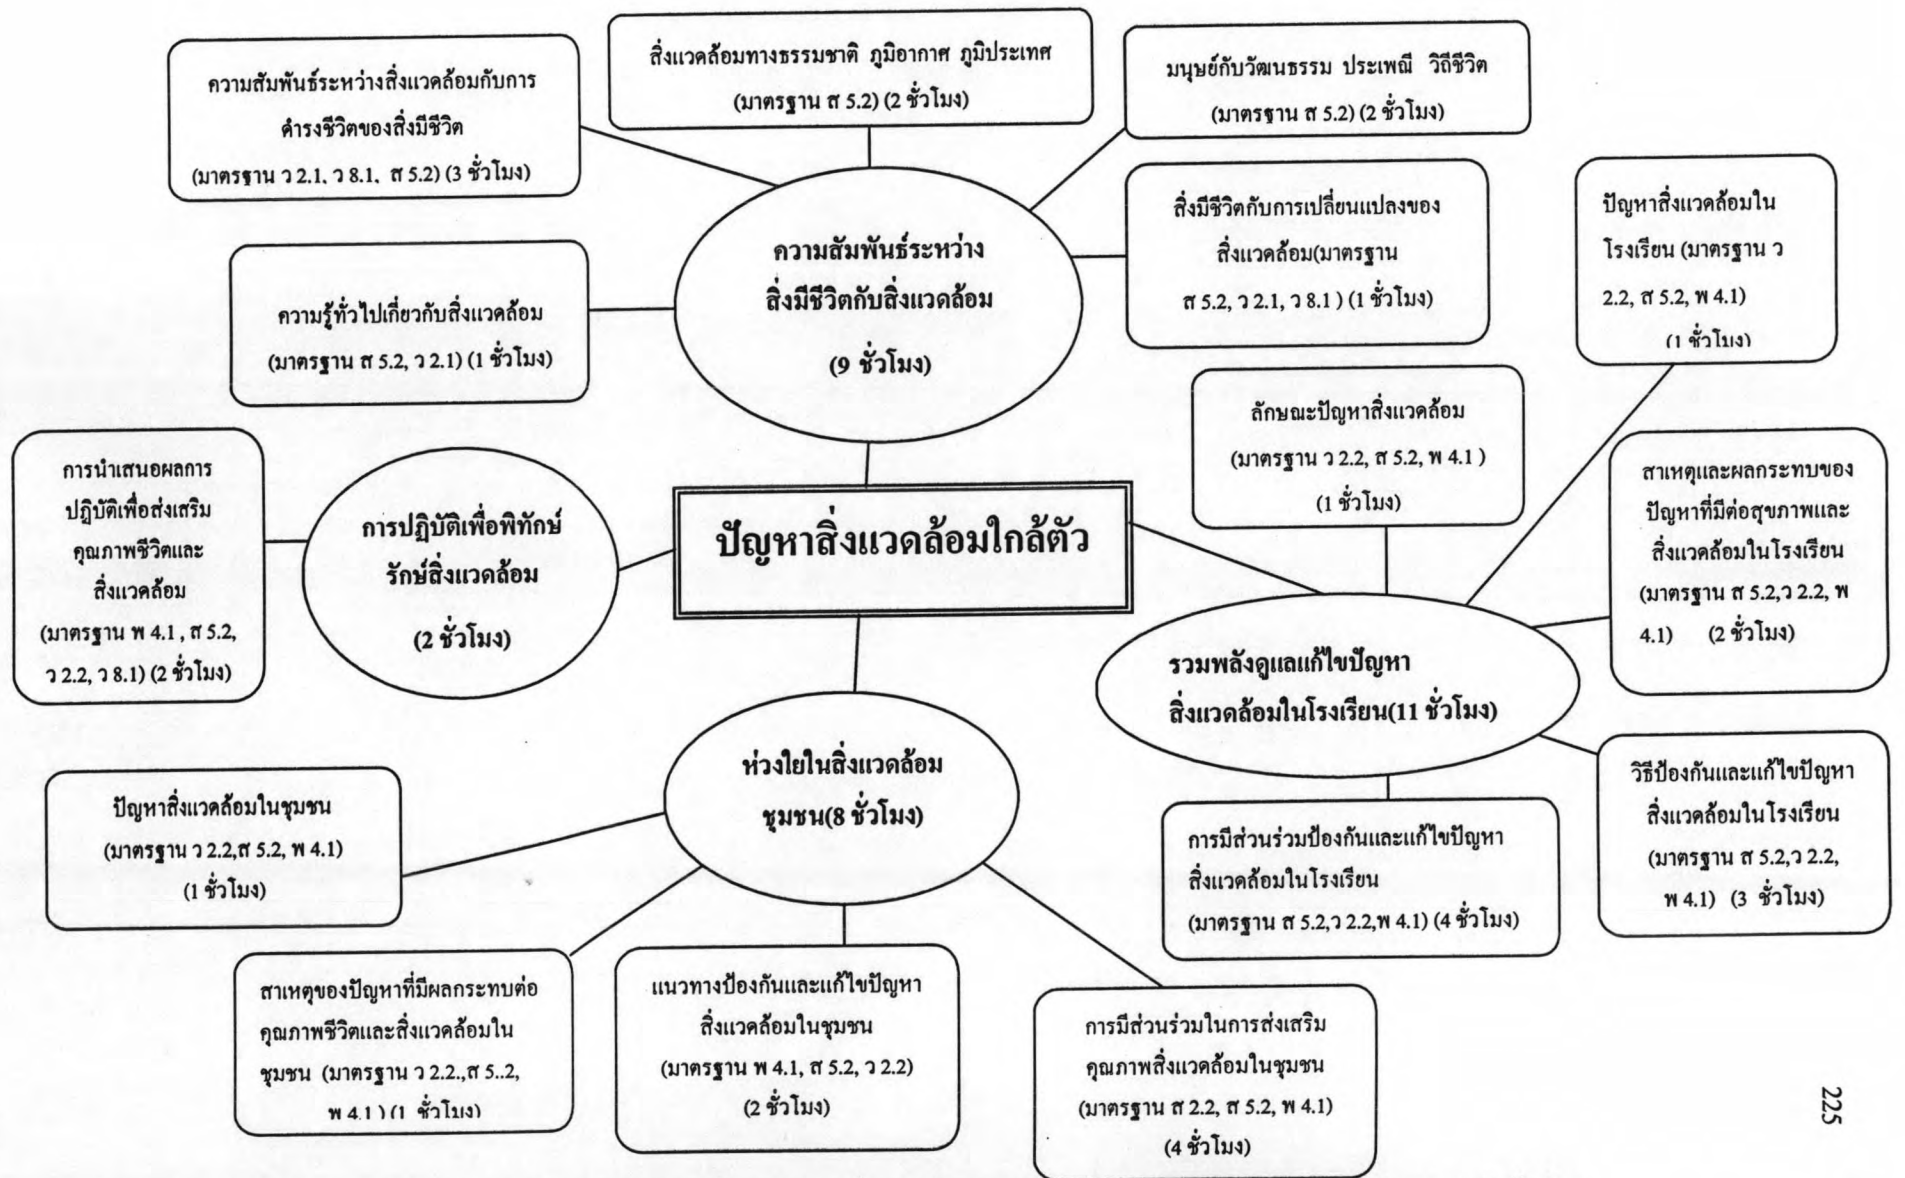 สิ่งแวดล้อมทางธรรมชาติ ภูมิอากาศ ภูมิประเทศ
(มาตรฐาน ส 5.2) (2 ชั่วโมง)
ความสัมพันธ์ระหว่างสิ่งแวดล้อมกับการ
ดำรงชีวิตของสิ่งมีชีวิต
(มาตรฐาน ว 2.1, ว 8.1, ส 5.2) (3 ชั่วโมง)
มนุษย์กับวัฒนธรรม ประเพณี วิถีชีวิต
(มาตรฐาน ส 5.2) (2 ชั่วโมง)
ความรู้ทั่วไปเกี่ยวกับสิ่งแวดล้อม
(มาตรฐาน ส 5.2, ว 2.1) (1 ชั่วโมง)
ความสัมพันธ์ระหว่าง
สิ่งมีชีวิตกับสิ่งแวดล้อม
(9 ชั่วโมง)
สิ่งมีชีวิตกับการเปลี่ยนแปลงของ
สิ่งแวดล้อม(มาตรฐาน
ส 5.2, ว 2.1, ว 8.1 ) (1 ชั่วโมง)
ปัญหาสิ่งแวดล้อมใน
โรงเรียน (มาตรฐาน ว
2.2, ส 5.2, พ 4.1)
(1 ชั่วโมง)
ลักษณะปัญหาสิ่งแวดล้อม
(มาตรฐาน ว 2.2, ส 5.2, พ 4.1 )
(1 ชั่วโมง)
การนำเสนอผลการ
ปฏิบัติเพื่อส่งเสริม
คุณภาพชีวิตและ
สิ่งแวดล้อม
(มาตรฐาน พ 4.1 , ส 5.2,
ว 2.2, ว 8.1) (2 ชั่วโมง)
การปฏิบัติเพื่อพิทักษ์
รักษ์สิ่งแวดล้อม
(2 ชั่วโมง)
ปัญหาสิ่งแวดล้อมใกล้ตัว
สาเหตุและผลกระทบของ
ปัญหาที่มีต่อสุขภาพและ
สิ่งแวดล้อมในโรงเรียน
(มาตรฐาน ส 5.2,ว 2.2, พ
4.1) (2 ชั่วโมง)
รวมพลังดูแลแก้ไขปัญหา
สิ่งแวดล้อมในโรงเรียน(11 ชั่วโมง)
ห่วงใยในสิ่งแวดล้อม
ชุมชน(8 ชั่วโมง)
วิธีป้องกันและแก้ไขปัญหา
สิ่งแวดล้อมในโรงเรียน
(มาตรฐาน ส 5.2,ว 2.2,
พ 4.1) (3 ชั่วโมง)
ปัญหาสิ่งแวดล้อมในชุมชน
(มาตรฐาน ว 2.2,ส 5.2, พ 4.1)
(1 ชั่วโมง)
การมีส่วนร่วมป้องกันและแก้ไขปัญหา
สิ่งแวดล้อมในโรงเรียน
(มาตรฐาน ส 5.2,ว 2.2,พ 4.1) (4 ชั่วโมง)
สาเหตุของปัญหาที่มีผลกระทบต่อ
คุณภาพชีวิตและสิ่งแวดล้อมใน
ชุมชน (มาตรฐาน ว 2.2.,ส 5..2,
พ 4.1 ) (1 ชั่วโมง)
แนวทางป้องกันและแก้ไขปัญหา
สิ่งแวดล้อมในชุมชน
(มาตรฐาน พ 4.1, ส 5.2, ว 2.2)
(2 ชั่วโมง)
การมีส่วนร่วมในการส่งเสริม
คุณภาพสิ่งแวดล้อมในชุมชน
(มาตรฐาน ส 2.2, ส 5.2, พ 4.1)
(4 ชั่วโมง)
225